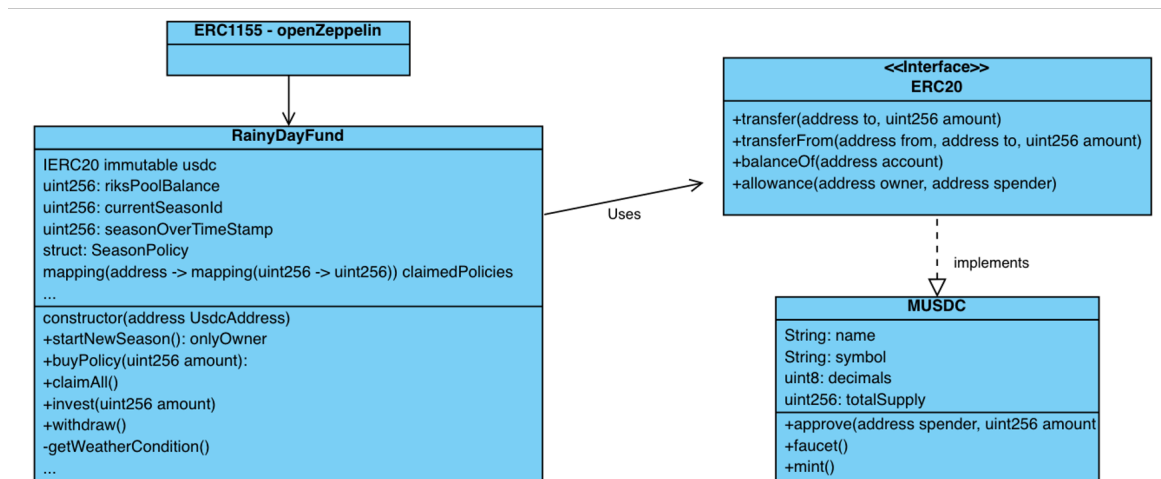 ERC1155 - openZeppelin
RainyDayFund
IERC20 immutable usdc
uint256: riksPoolBalance
uint256: currentSeasonId
uint256: seasonOverTimeStamp
struct: SeasonPolicy
mapping(address -> mapping(uint256 -> uint256)) claimedPolicies
...
constructor(address UsdcAddress)
+startNewSeason(): onlyOwner
+buyPolicy(uint256 amount):
+claimAll()
+invest(uint256 amount)
+withdraw()
-getWeatherCondition()
...
Uses
<<Interface>>
ERC20
+transfer(address to, uint256 amount)
+transferFrom(address from, address to, uint256 amount)
+balanceOf(address account)
+allowance(address owner, address spender)
implements
MUSDC
String: name
String: symbol
uint8: decimals
uint256: totalSupply
+approve(address spender, uint256 amount
+faucet()
+mint()